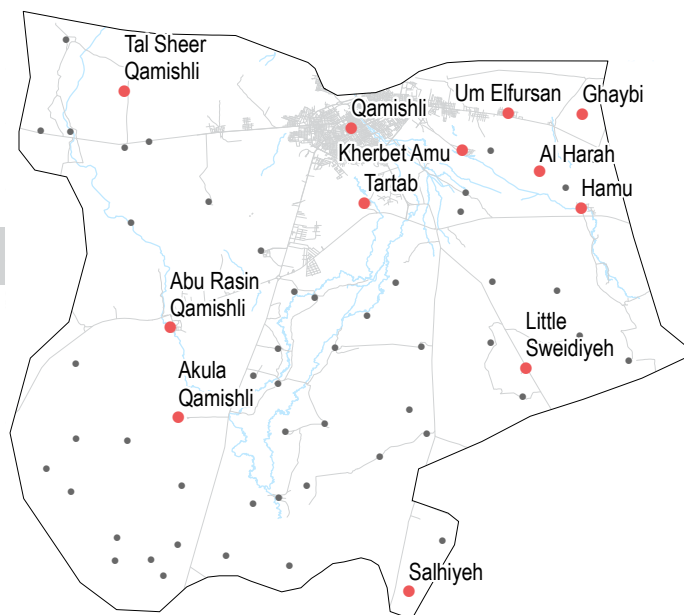 Tal Sheer
Qamishli
Qamishli
Um Elfursan
Ghaybi
Kherbet Amu
Al Harah
Tartab
Hamu
Abu Rasin
Qamishli
Little
Sweidiyeh
Akula
Qamishli
Salhiyeh